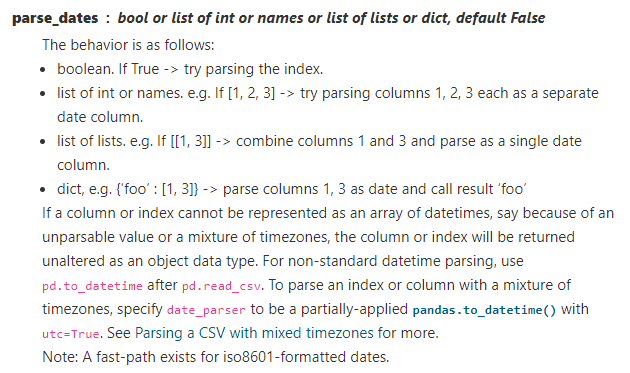 parse_dates : bool or list of int or names or list of lists or dict, default False
The behavior is as follows:
• boolean. If True -> try parsing the index.
• list of int or names. e.g. If [1, 2, 3] -> try parsing columns 1, 2, 3 each as a separate
date column.
• list of lists. e.g. If [[1, 3]] -> combine columns 1 and 3 and parse as a single date
column.
• dict, e.g. {‘foo’ : [1, 3]} -> parse columns 1, 3 as date and call result ‘foo’
If a column or index cannot be represented as an array of datetimes, say because of an
unparsable value or a mixture of timezones, the column or index will be returned
unaltered as an object data type. For non-standard datetime parsing, use
pd.to_datetime after pd.read_csv. To parse an index or column with a mixture of
timezones, specify date_parser to be a partially-applied pandas.to_datetime() with
utc=True. See Parsing a CSV with mixed timezones for more.
Note: A fast-path exists for iso8601-formatted dates.